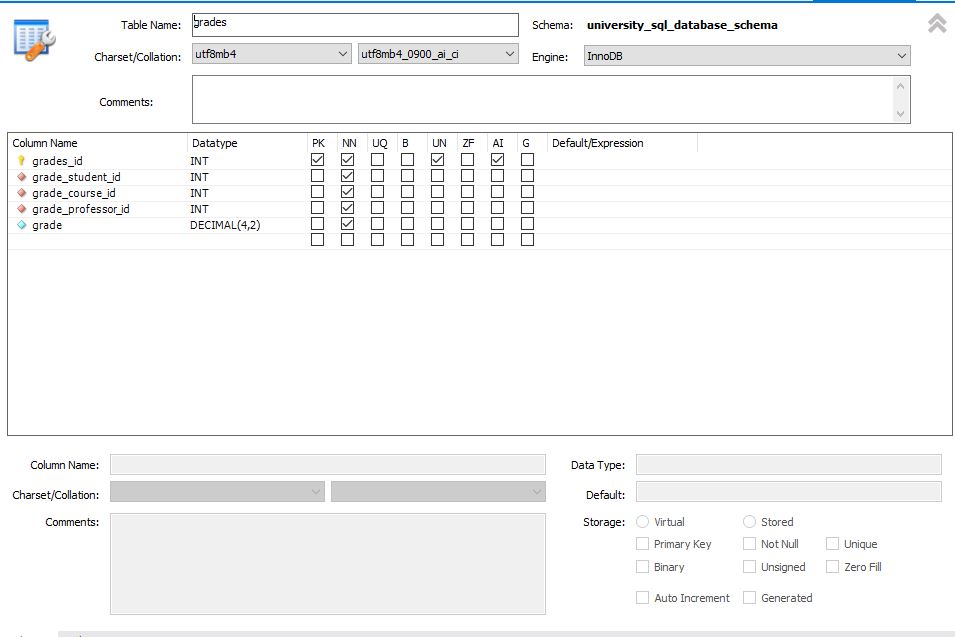 Table Name: grades Schema: university_sql_database_schema
Charset/Collation: utf8mb4 utf8mb4_0900_ai_ci Engine: InnoDB
Comments:
Column Name Datatype PK NN UQ B UN ZF AI G Default/Expression
grades_id INT
grade_student_id INT
grade_course_id INT
grade_professor_id INT
grade DECIMAL(4,2)
Column Name: Data Type:
Charset/Collation: Default:
Comments: Storage: Virtual Stored
Primary Key Not Null Unique
Binary Unsigned Zero Fill
Auto Increment Generated